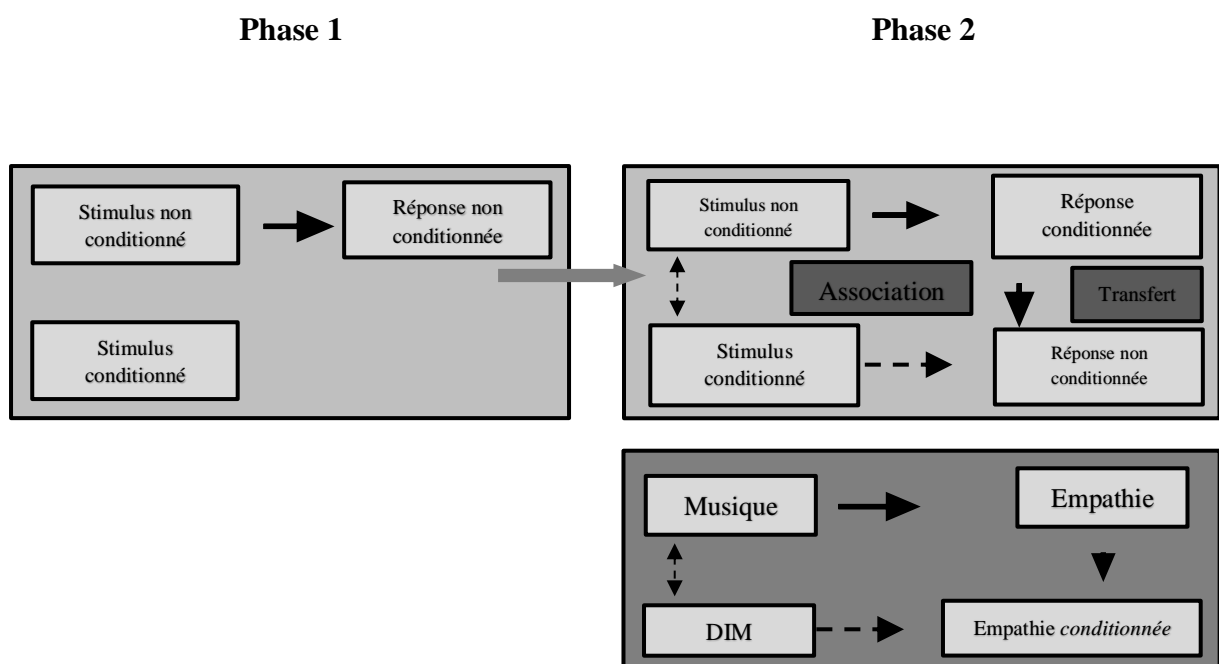 Phase 1
Phase 2
Stimulus non
conditionné
Réponse non
conditionnée
Stimulus
conditionné
Stimulus non
conditionné
Réponse
conditionnée
Association
Transfert
Stimulus
conditionné
Réponse non
conditionnée
Musique
Empathie
DIM
Empathie conditionnée